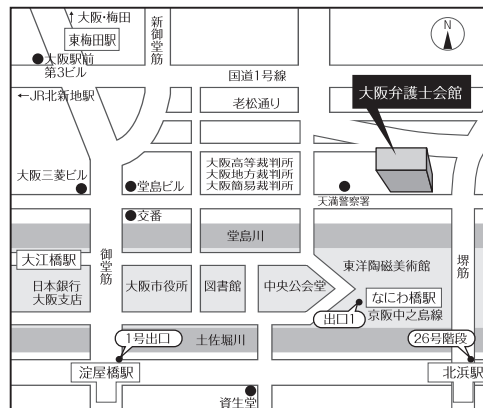 ↑大阪・梅田
東梅田駅
新御堂筋
N
大阪駅前
第3ビル
国道1号線
←JR北新地駅
老松通り
大阪弁護士会館
大阪高等裁判所
大阪地方裁判所
大阪簡易裁判所
大阪三菱ビル
堂島ビル
天満警察署
交番
堂島川
大江橋駅
御堂筋
東洋陶磁美術館
堺筋
日本銀行
大阪支店
大阪市役所
図書館
中央公会堂
なにわ橋駅
京阪中之島線
出口1
1号出口
土佐堀川
26号階段
淀屋橋駅
北浜駅
資生堂